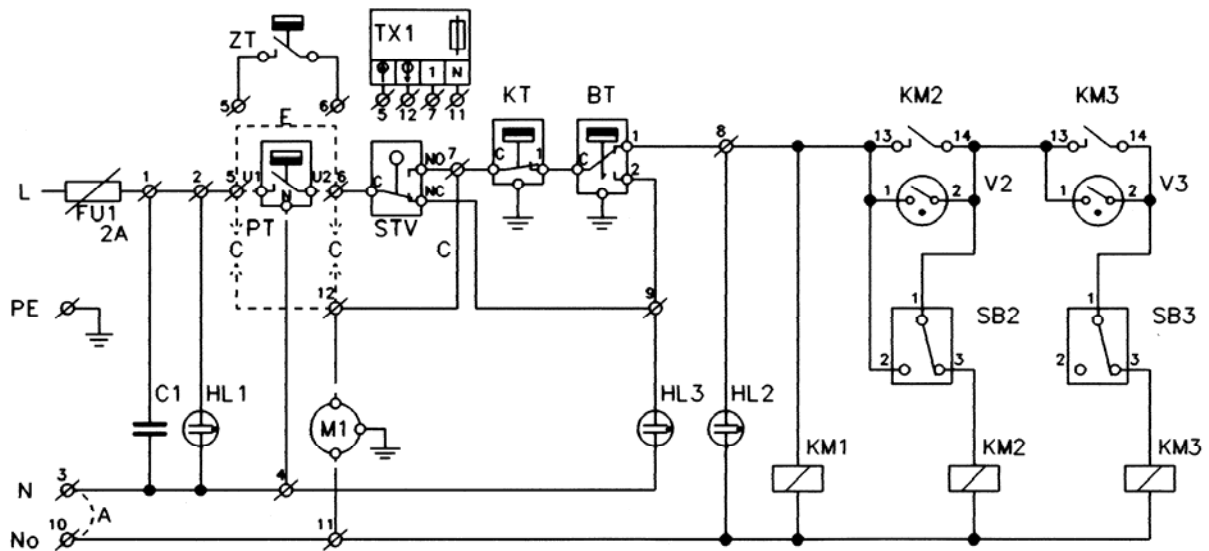 ZT
TX1
1 N
5 6 5 12 7 11
KT BT KM2 KM3
E
C 1 C 1 2 8 13 14 13 14
L FU1 2A 1 2 5 U1 N U2 6 C NO NC 7
PT STV
1 2 V2 1 2 V3
C C C
PE 12 9
1 2 3 SB2 1 2 3 SB3
C1 HL1 M1 HL3 HL2
KM1 KM2 KM3
N 3 4
A
No 10 11